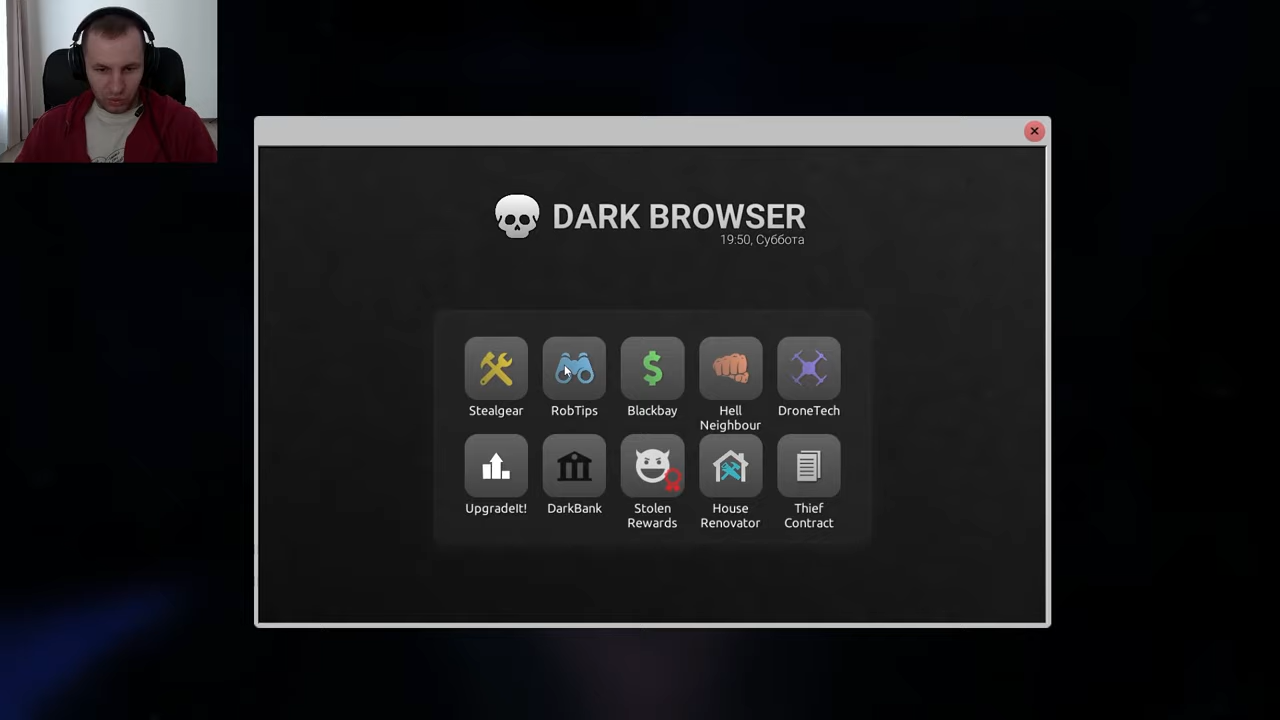 DARK BROWSER
19:50, Суббота
Stealgear
RobTips
Blackbay
Hell
Neighbour
DroneTech
UpgradeIt!
DarkBank
Stolen
Rewards
House
Renovator
Thief
Contract